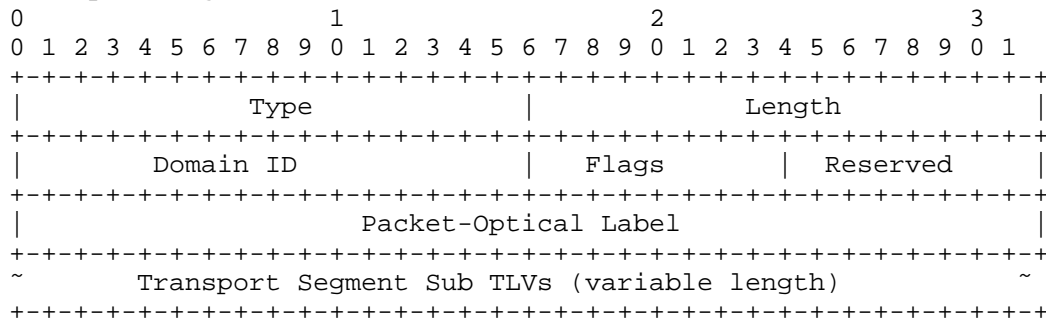 0                   1                   2                   3
0 1 2 3 4 5 6 7 8 9 0 1 2 3 4 5 6 7 8 9 0 1 2 3 4 5 6 7 8 9 0 1
+-+-+-+-+-+-+-+-+-+-+-+-+-+-+-+-+-+-+-+-+-+-+-+-+-+-+-+-+-+-+-+-+
|              Type             |             Length            |
+-+-+-+-+-+-+-+-+-+-+-+-+-+-+-+-+-+-+-+-+-+-+-+-+-+-+-+-+-+-+-+-+
|        Domain ID              |   Flags       |  Reserved     |
+-+-+-+-+-+-+-+-+-+-+-+-+-+-+-+-+-+-+-+-+-+-+-+-+-+-+-+-+-+-+-+-+
|                     Packet-Optical Label                      |
+-+-+-+-+-+-+-+-+-+-+-+-+-+-+-+-+-+-+-+-+-+-+-+-+-+-+-+-+-+-+-+-+
~       Transport Segment Sub TLVs (variable length)           ~
+-+-+-+-+-+-+-+-+-+-+-+-+-+-+-+-+-+-+-+-+-+-+-+-+-+-+-+-+-+-+-+-+